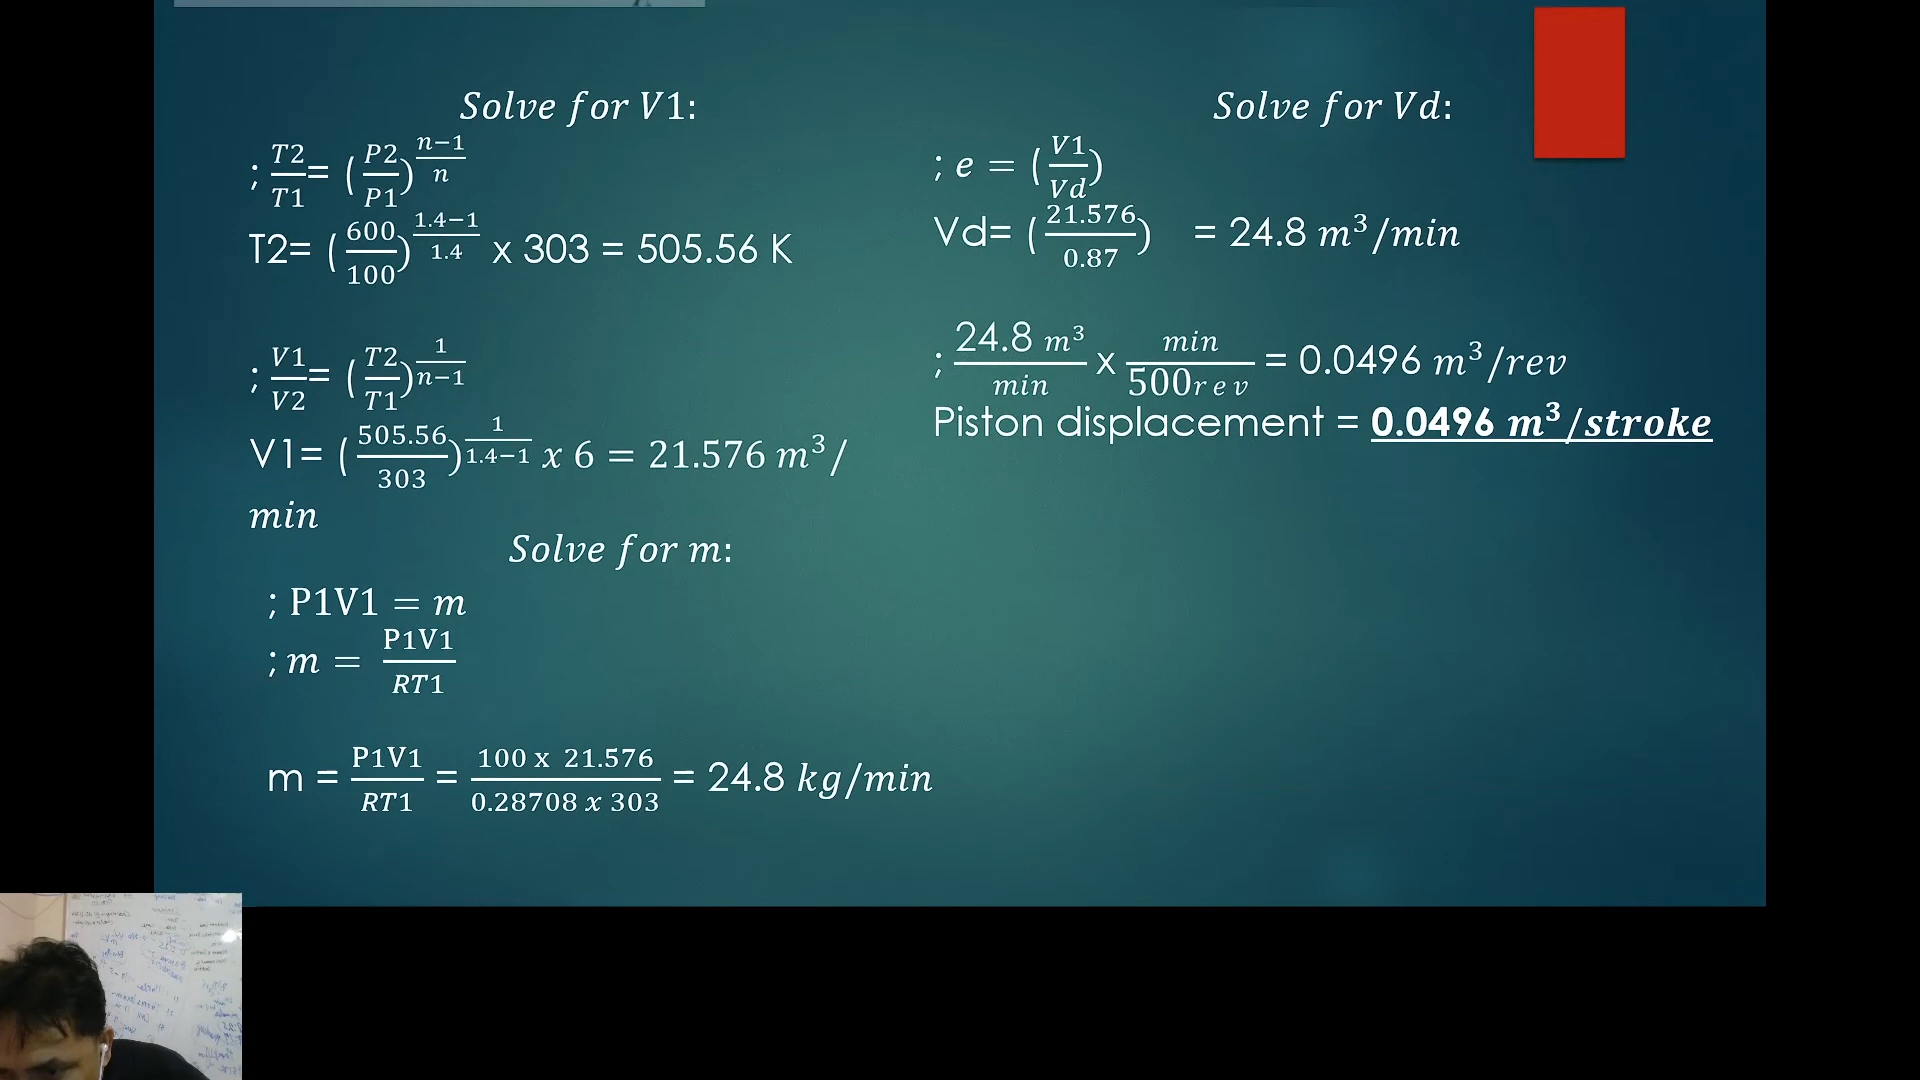 Solve for V1:
; T2/T1 = (P2/P1)^(n−1/n)
T2= (600/100)^(1.4−1/1.4) x 303 = 505.56 K
; V1/V2 = (T2/T1)^(1/n−1)
V1= (505.56/303)^(1/1.4−1) x 6 = 21.576 m³/
min
Solve for m:
; P1V1 = m
; m = P1V1/RT1
m = P1V1/RT1 = 100 x 21.576/0.28708 x 303 = 24.8 kg/min
Solve for Vd:
; e = (V1/Vd)
Vd= (21.576/0.87) = 24.8 m³/min
; 24.8 m³/min x min/500rev = 0.0496 m³/rev
Piston displacement = 0.0496 m³/stroke